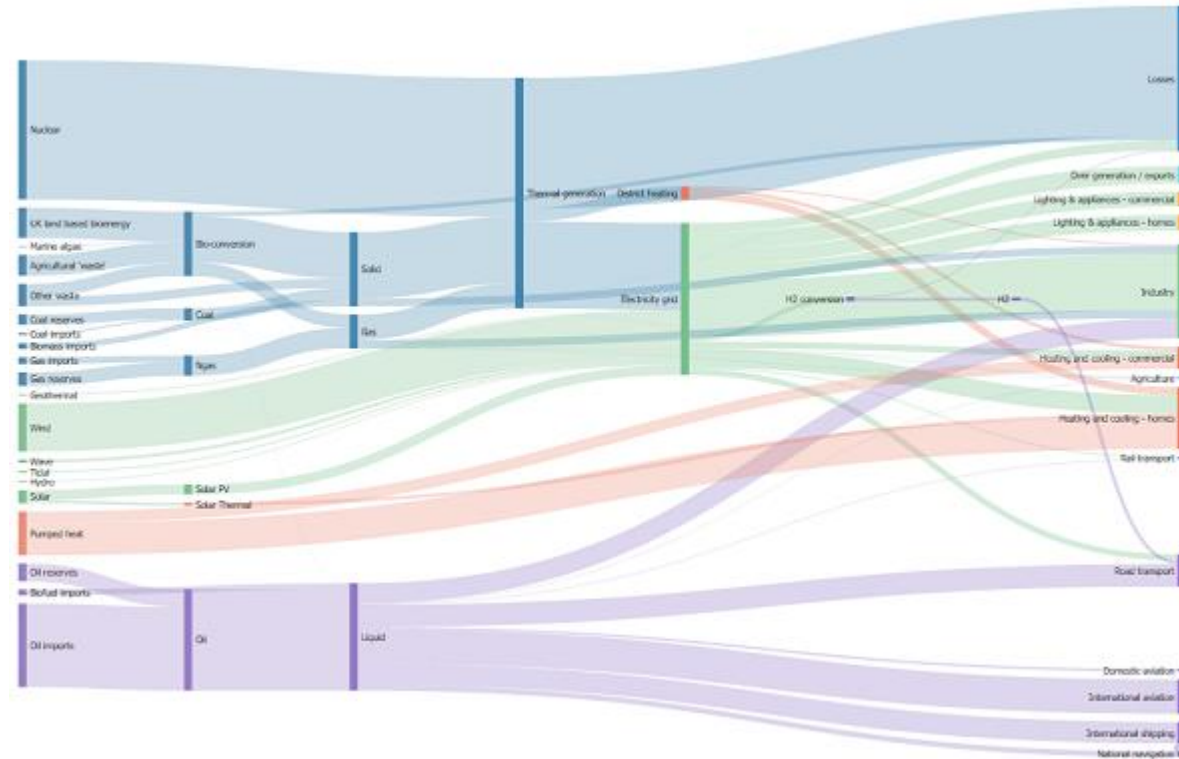 Nuclear
UK land based bioenergy
Marine algae
Agricultural 'waste'
Other waste
Coal reserves
Coal imports
Biomass imports
Gas imports
Gas reserves
Geothermal
Wind
Wave
Tidal
Hydro
Solar
Pumped heat
Oil reserves
Biofuel imports
Oil imports
Bio-conversion
Coal
Ngas
Solar PV
Solar Thermal
Oil
Solid
Gas
Liquid
Thermal generation
District heating
Electricity grid
H2 conversion
H2
Losses
Over generation / exports
Lighting & appliances - commercial
Lighting & appliances - homes
Industry
Heating and cooling - commercial
Agriculture
Heating and cooling - homes
Rail transport
Road transport
Domestic aviation
International aviation
International shipping
National navigation